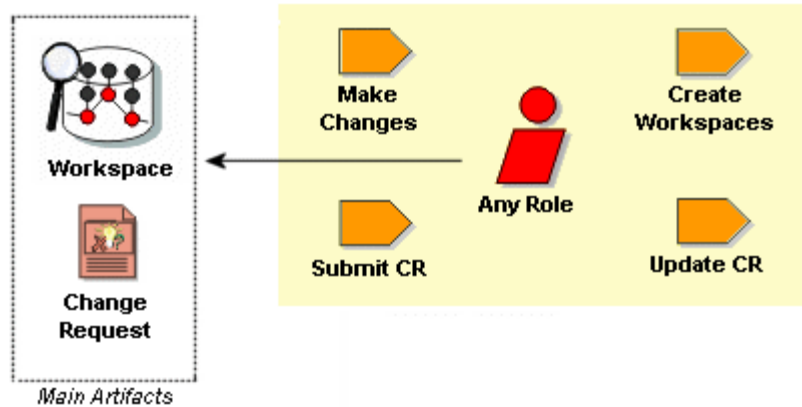 Workspace
Change
Request
Main Artifacts
Make
Changes
Create
Workspaces
Any Role
Submit CR
Update CR